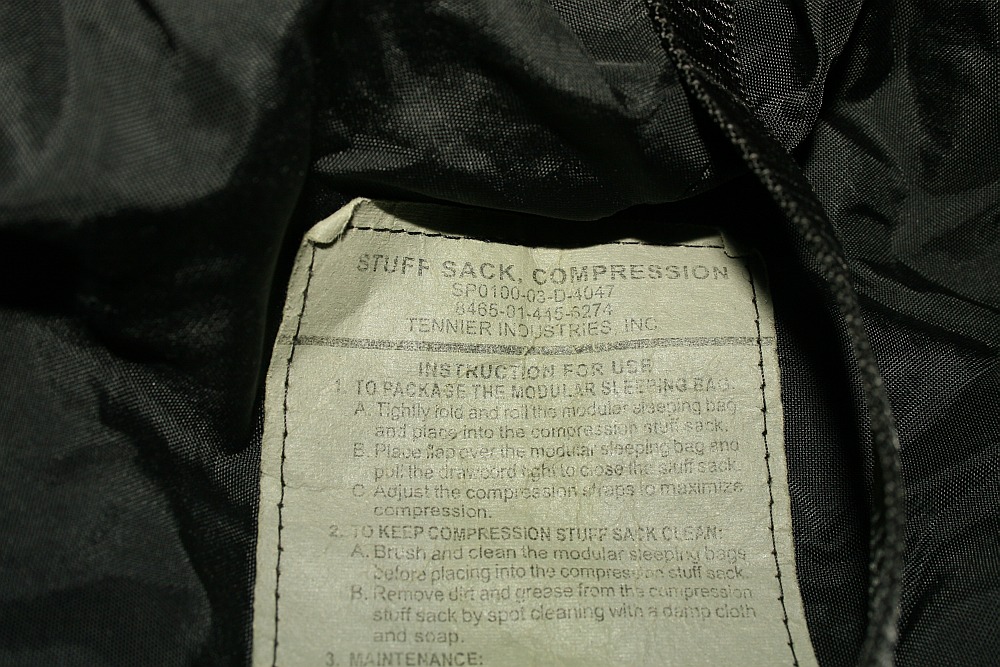 STUFF SACK, COMPRESSION
SP0100-03-D-4047
8465-01-415-6274
TENNIER INDUSTRIES, INC
INSTRUCTION FOR USE
1. TO PACKAGE THE MODULAR SLEEPING BAG:
A. Tightly fold and roll the modular sleeping bag
and place into the compression stuff sack.
B. Place flap over the modular sleeping bag and
pull the drawcord tight to close the stuff sack.
C. Adjust the compression straps to maximize
compression.
2. TO KEEP COMPRESSION STUFF SACK CLEAN:
A. Brush and clean the modular sleeping bags
before placing into the compression stuff sack.
B. Remove dirt and grease from the compression
stuff sack by spot cleaning with a damp cloth
and soap.
3. MAINTENANCE: